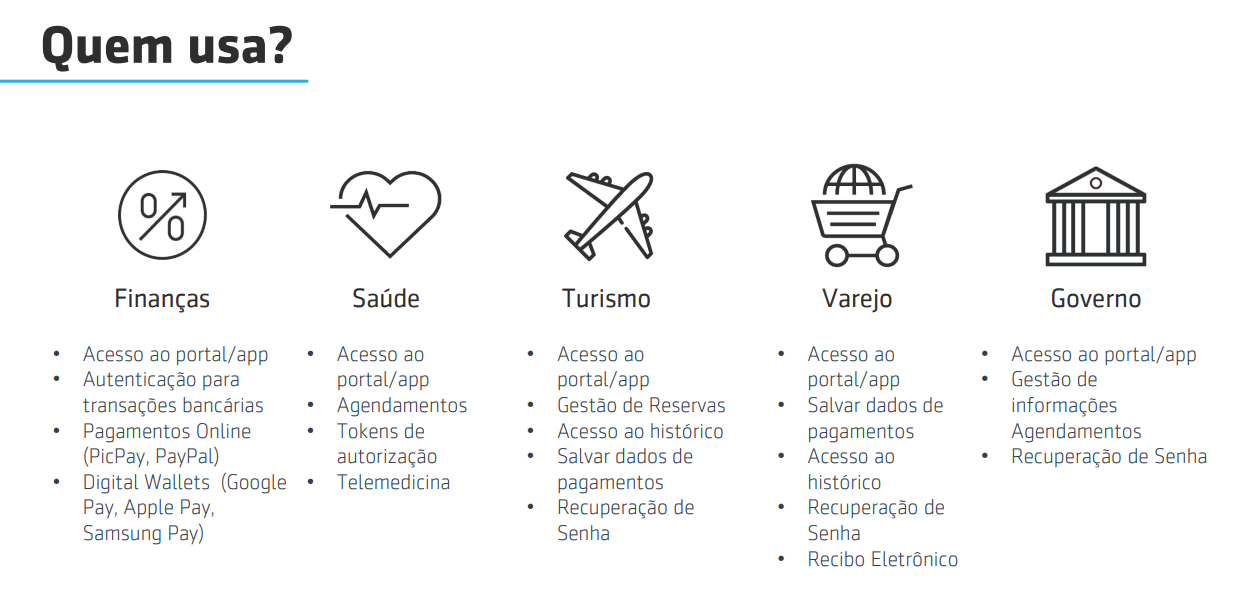 Quem usa?
Finanças
• Acesso ao portal/app
• Autenticação para
transações bancárias
• Pagamentos Online
(PicPay, PayPal)
• Digital Wallets (Google
Pay, Apple Pay,
Samsung Pay)
Saúde
• Acesso ao
portal/app
• Agendamentos
• Tokens de
autorização
• Telemedicina
Turismo
• Acesso ao
portal/app
• Gestão de Reservas
• Acesso ao histórico
• Salvar dados de
pagamentos
• Recuperação de
Senha
Varejo
• Acesso ao
portal/app
• Salvar dados de
pagamentos
• Acesso ao
histórico
• Recuperação de
Senha
• Recibo Eletrônico
Governo
• Acesso ao portal/app
• Gestão de
informações
Agendamentos
• Recuperação de Senha